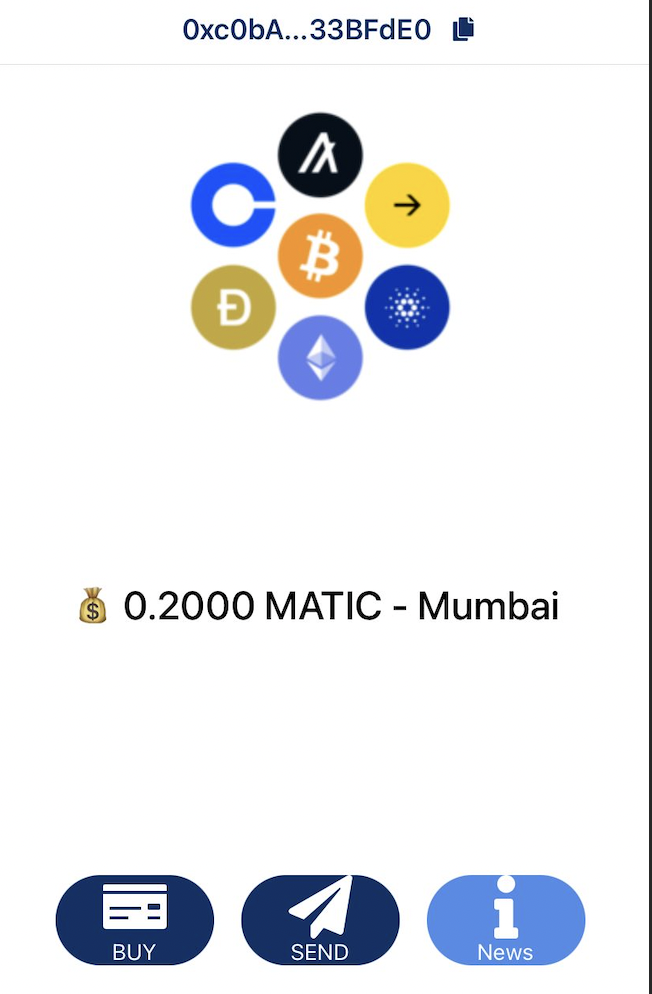 0xc0bA...33BFdE0
💰 0.2000 MATIC - Mumbai
BUY
SEND
News